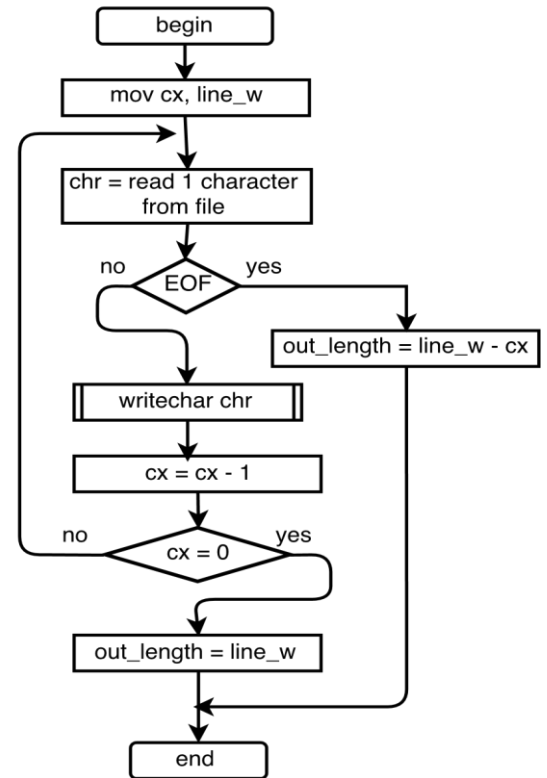 begin
mov cx, line_w
chr = read 1 character
from file
no
EOF
yes
out_length = line_w - cx
writechar chr
cx = cx - 1
no
cx = 0
yes
out_length = line_w
end